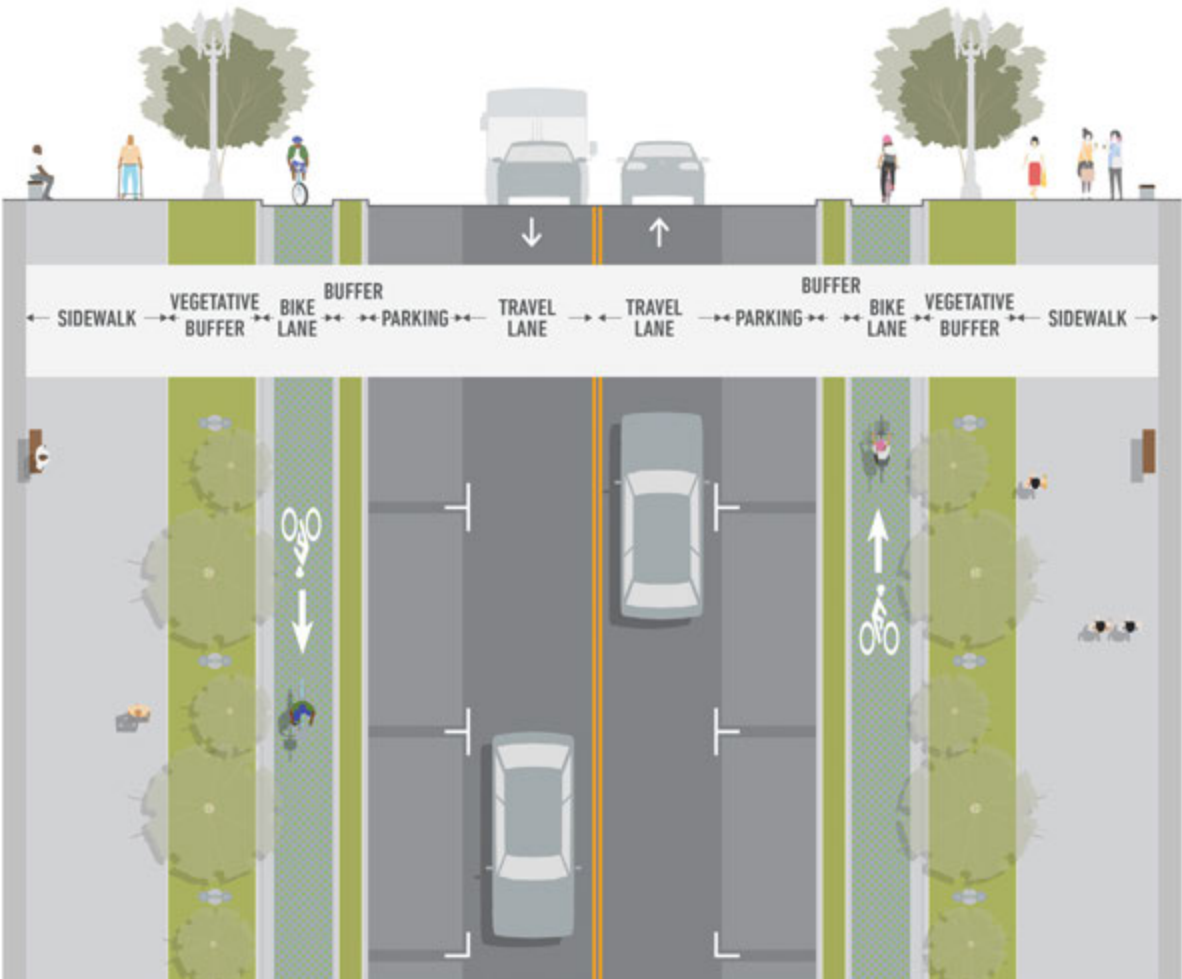 BUFFER
BUFFER
SIDEWALK
VEGETATIVE
BUFFER
BIKE
LANE
PARKING
TRAVEL
LANE
TRAVEL
LANE
PARKING
BIKE
LANE
VEGETATIVE
BUFFER
SIDEWALK